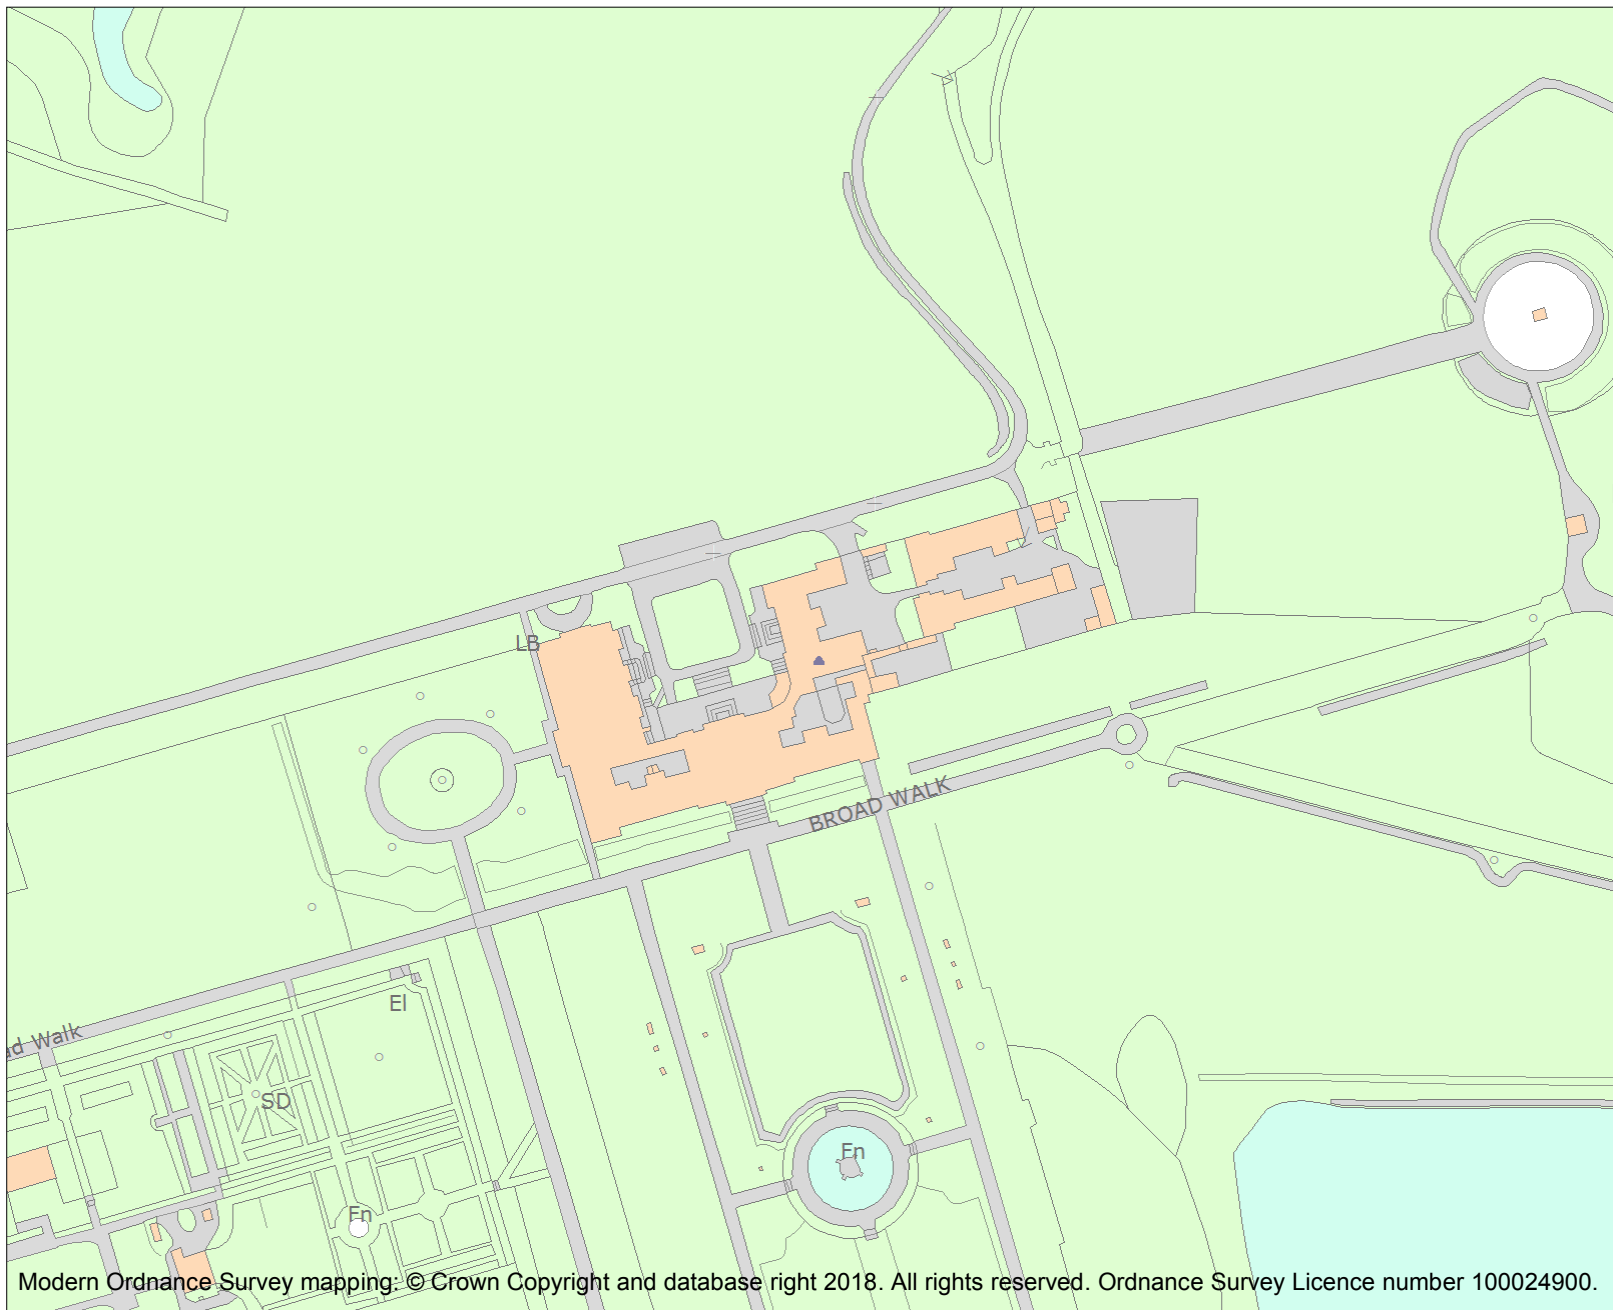 LB
BROAD WALK
El
ad Walk
SD
Fn
Fn
Modern Ordnance Survey mapping: © Crown Copyright and database right 2018. All rights reserved. Ordnance Survey Licence number 100024900.